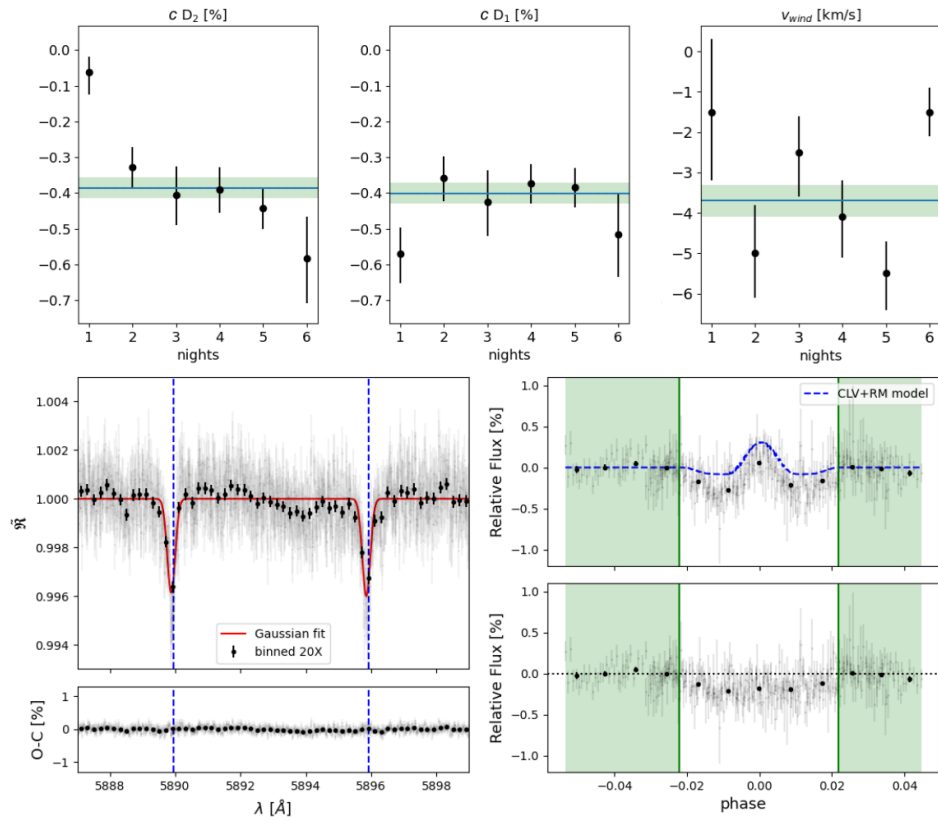 c D₂ [%]
0.0
−0.1
−0.2
−0.3
−0.4
−0.5
−0.6
−0.7
1 2 3 4 5 6
nights
c D₁ [%]
0.0
−0.1
−0.2
−0.3
−0.4
−0.5
−0.6
−0.7
1 2 3 4 5 6
nights
v_wind [km/s]
0
−1
−2
−3
−4
−5
−6
1 2 3 4 5 6
nights
1.004
1.002
1.000
0.998
0.996
0.994
ℜ̃
Gaussian fit
binned 20X
O-C [%]
1
0
−1
5888 5890 5892 5894 5896 5898
λ [Å]
Relative Flux [%]
1.0
0.5
0.0
−0.5
−1.0
CLV+RM model
Relative Flux [%]
1.0
0.5
0.0
−0.5
−1.0
−0.04 −0.02 0.00 0.02 0.04
phase